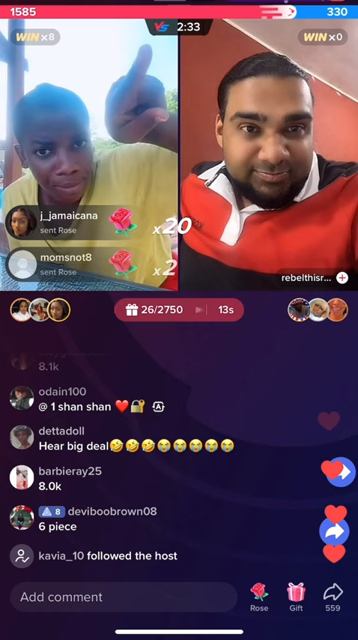 1585
330
WIN x8
VS 2:33
WIN x0
j_jamaicana
sent Rose
x20
momsnot8
sent Rose
x2
rebelthisr...
26/2750
13s
8.1k
odain100
@ 1 shan shan ❤️🔐
dettadoll
Hear big deal🤣🤣🤣😭😭😭😭😭
barbieray25
8.0k
8 deviboobrown08
6 piece
kavia_10 followed the host
Add comment
Rose
Gift
559